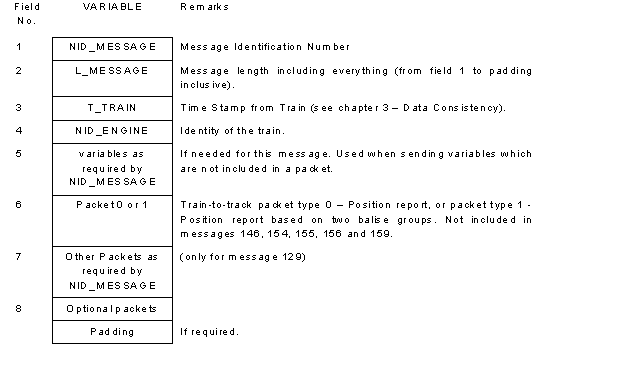 Field VARIABLE Remarks
No.
1 NID_MESSAGE Message Identification Number
2 L_MESSAGE Message length including everything (from field 1 to padding
inclusive).
3 T_TRAIN Time Stamp from Train (see chapter 3 – Data Consistency).
4 NID_ENGINE Identity of the train.
5 variables as If needed for this message. Used when sending variables which
required by are not included in a packet.
NID_MESSAGE
6 Packet 0 or 1 Train-to-track packet type 0 – Position report, or packet type 1 -
Position report based on two balise groups. Not included in
messages 146, 154, 155, 156 and 159.
7 Other Packets as (only for message 129)
required by
NID_MESSAGE
8 Optional packets
Padding If required.